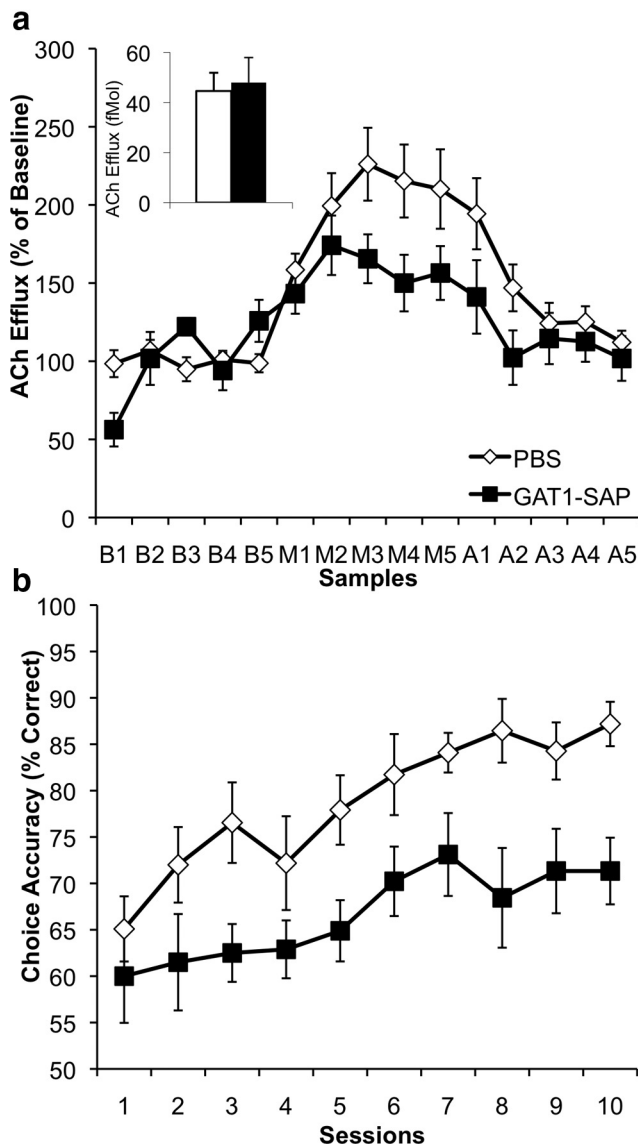 a
300
250
200
150
100
50
0
ACh Efflux (% of Baseline)
60
40
20
0
ACh Efflux (fMol)
PBS
GAT1-SAP
B1 B2 B3 B4 B5 M1 M2 M3 M4 M5 A1 A2 A3 A4 A5
Samples
b
100
95
90
85
80
75
70
65
60
55
50
Choice Accuracy (% Correct)
1 2 3 4 5 6 7 8 9 10
Sessions